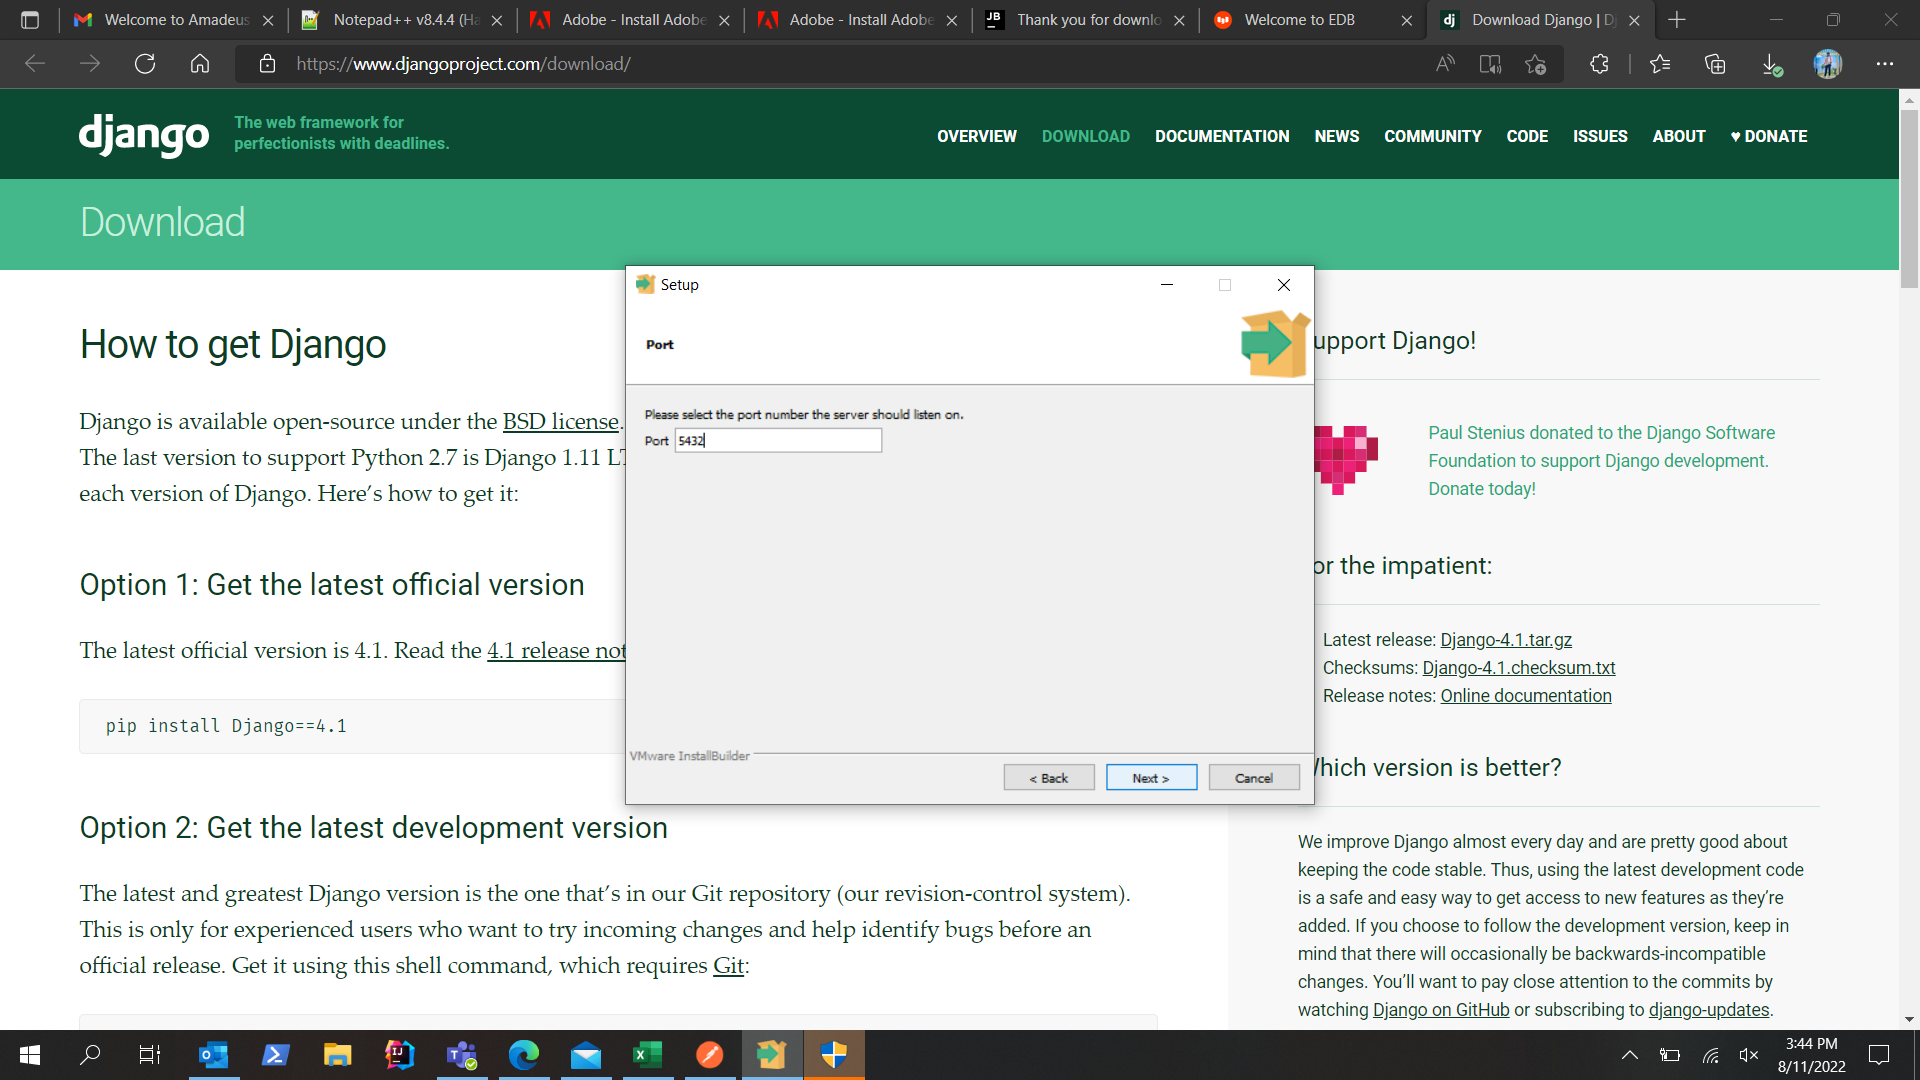 Welcome to Amadeus
Notepad++ v8.4.4 (Ha
Adobe - Install Adobe
Adobe - Install Adobe
JB
Thank you for downlo
Welcome to EDB
dj
Download Django | D
https://www.djangoproject.com/download/
django
The web framework for
perfectionists with deadlines.
OVERVIEW DOWNLOAD DOCUMENTATION NEWS COMMUNITY CODE ISSUES ABOUT ♥ DONATE
Download
How to get Django
Django is available open-source under the BSD license.
The last version to support Python 2.7 is Django 1.11 LT
each version of Django. Here's how to get it:
Option 1: Get the latest official version
The latest official version is 4.1. Read the 4.1 release not
pip install Django==4.1
Option 2: Get the latest development version
The latest and greatest Django version is the one that's in our Git repository (our revision-control system).
This is only for experienced users who want to try incoming changes and help identify bugs before an
official release. Get it using this shell command, which requires Git:
Setup
Port
Please select the port number the server should listen on.
Port 5432
VMware InstallBuilder
< Back
Next >
Cancel
upport Django!
Paul Stenius donated to the Django Software
Foundation to support Django development.
Donate today!
or the impatient:
Latest release: Django-4.1.tar.gz
Checksums: Django-4.1.checksum.txt
Release notes: Online documentation
hich version is better?
We improve Django almost every day and are pretty good about
keeping the code stable. Thus, using the latest development code
is a safe and easy way to get access to new features as they're
added. If you choose to follow the development version, keep in
mind that there will occasionally be backwards-incompatible
changes. You'll want to pay close attention to the commits by
watching Django on GitHub or subscribing to django-updates.
3:44 PM
8/11/2022